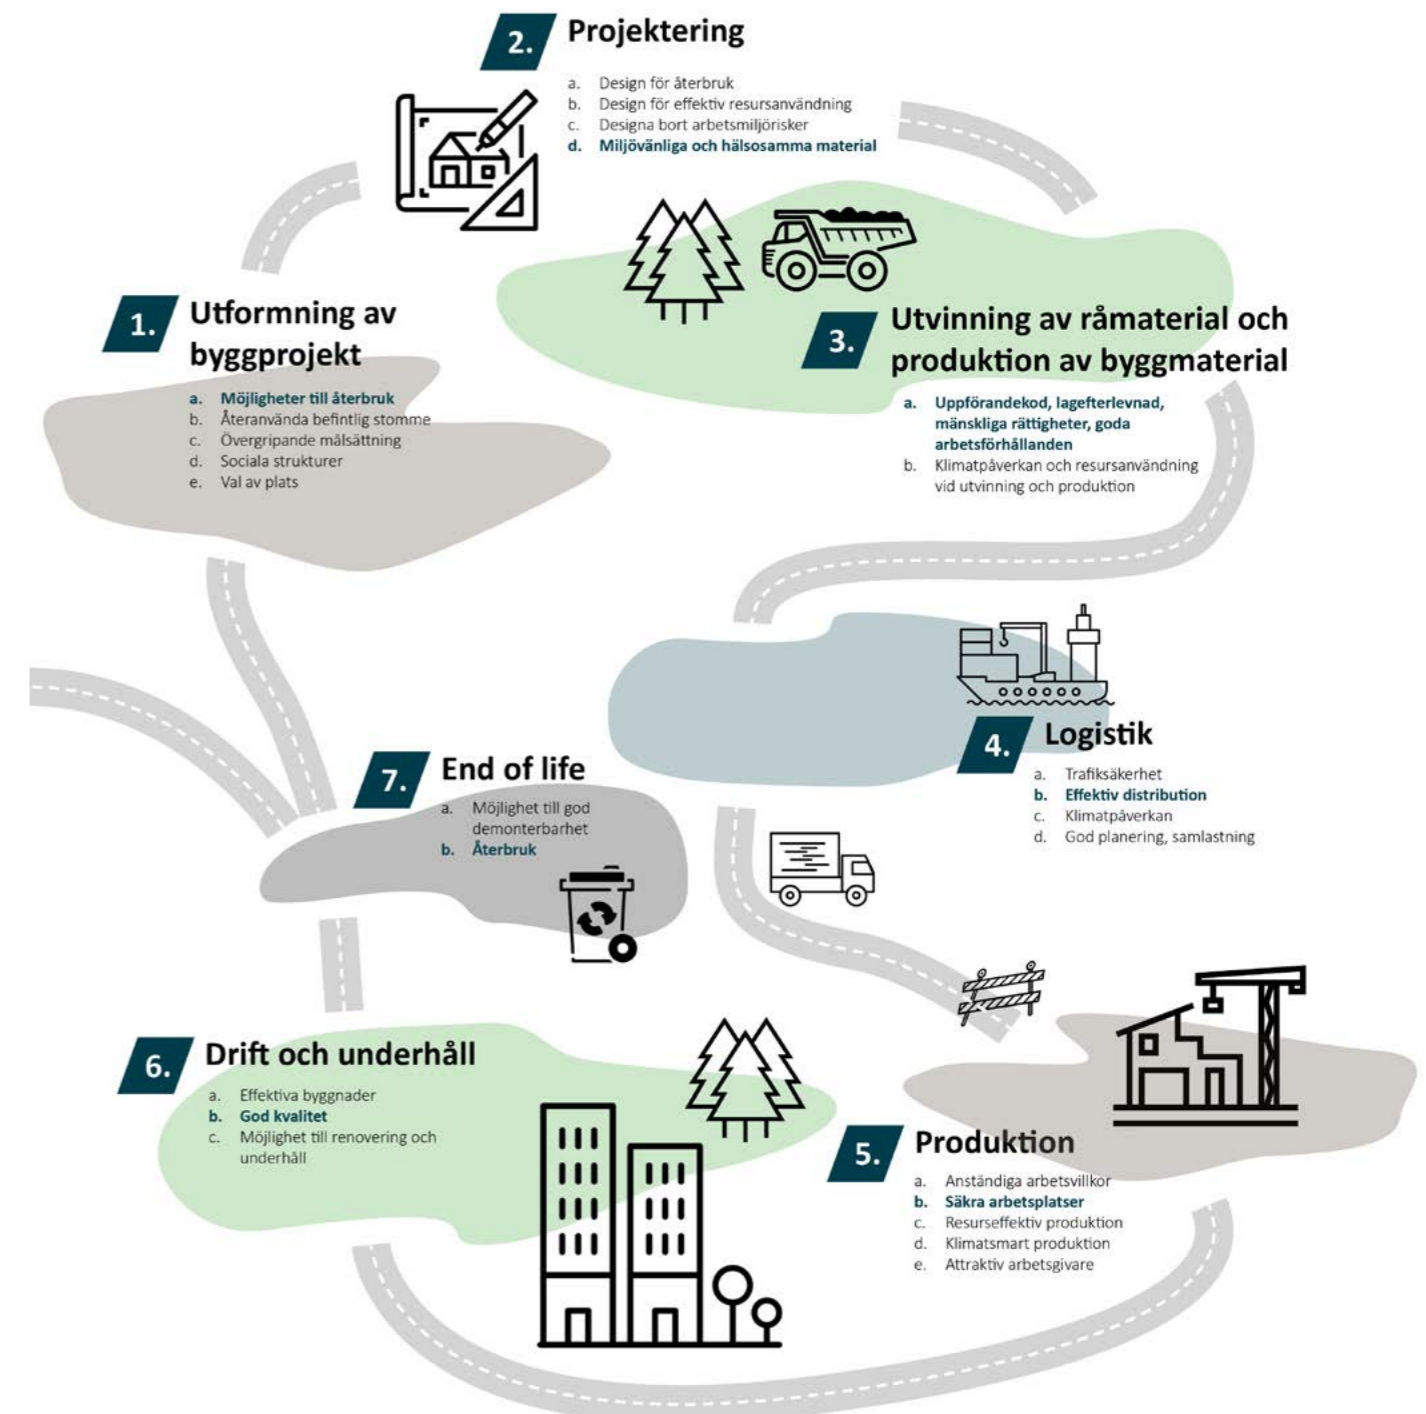 1.
Utformning av
byggprojekt
a. Möjligheter till återbruk
b. Återanvända befintlig stomme
c. Övergripande målsättning
d. Sociala strukturer
e. Val av plats
2.
Projektering
a. Design för återbruk
b. Design för effektiv resursanvändning
c. Designa bort arbetsmiljörisker
d. Miljövänliga och hälsosamma material
3.
Utvinning av råmaterial och
produktion av byggmaterial
a. Uppförandekod, lagefterlevnad,
mänskliga rättigheter, goda
arbetsförhållanden
b. Klimatpåverkan och resursanvändning
vid utvinning och produktion
4.
Logistik
a. Trafiksäkerhet
b. Effektiv distribution
c. Klimatpåverkan
d. God planering, samlastning
5.
Produktion
a. Anständiga arbetsvillkor
b. Säkra arbetsplatser
c. Resurseffektiv produktion
d. Klimatsmart produktion
e. Attraktiv arbetsgivare
6.
Drift och underhåll
a. Effektiva byggnader
b. God kvalitet
c. Möjlighet till renovering och
underhåll
7.
End of life
a. Möjlighet till god
demonterbarhet
b. Återbruk